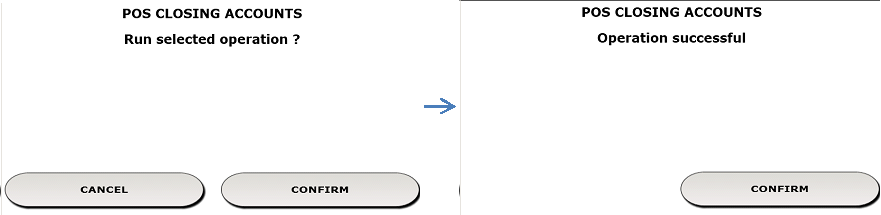 POS CLOSING ACCOUNTS
Run selected operation ?
CANCEL
CONFIRM
POS CLOSING ACCOUNTS
Operation successful
CONFIRM